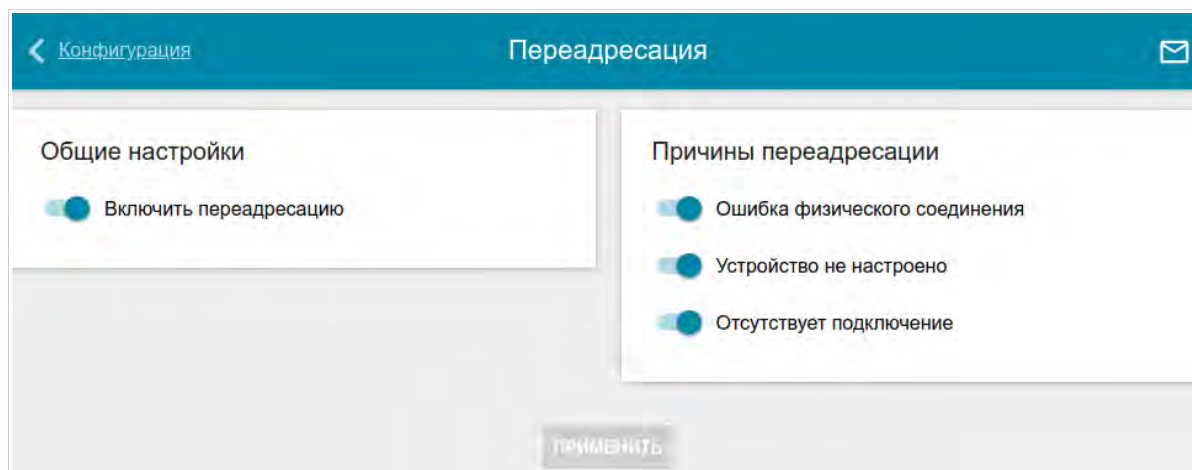 Конфигурация
Переадресация
Общие настройки
Включить переадресацию
Причины переадресации
Ошибка физического соединения
Устройство не настроено
Отсутствует подключение
ПРИМЕНИТЬ